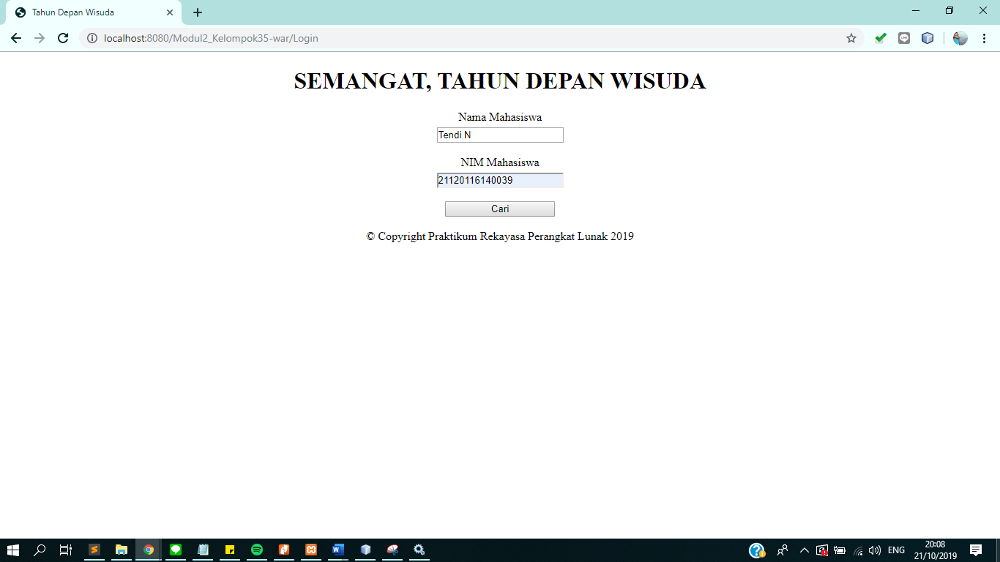 Tahun Depan Wisuda
localhost:8080/Modul2_Kelompok35-war/Login
SEMANGAT, TAHUN DEPAN WISUDA
Nama Mahasiswa
Tendi N
NIM Mahasiswa
21120116140039
Cari
© Copyright Praktikum Rekayasa Perangkat Lunak 2019
ENG
20:08
21/10/2019